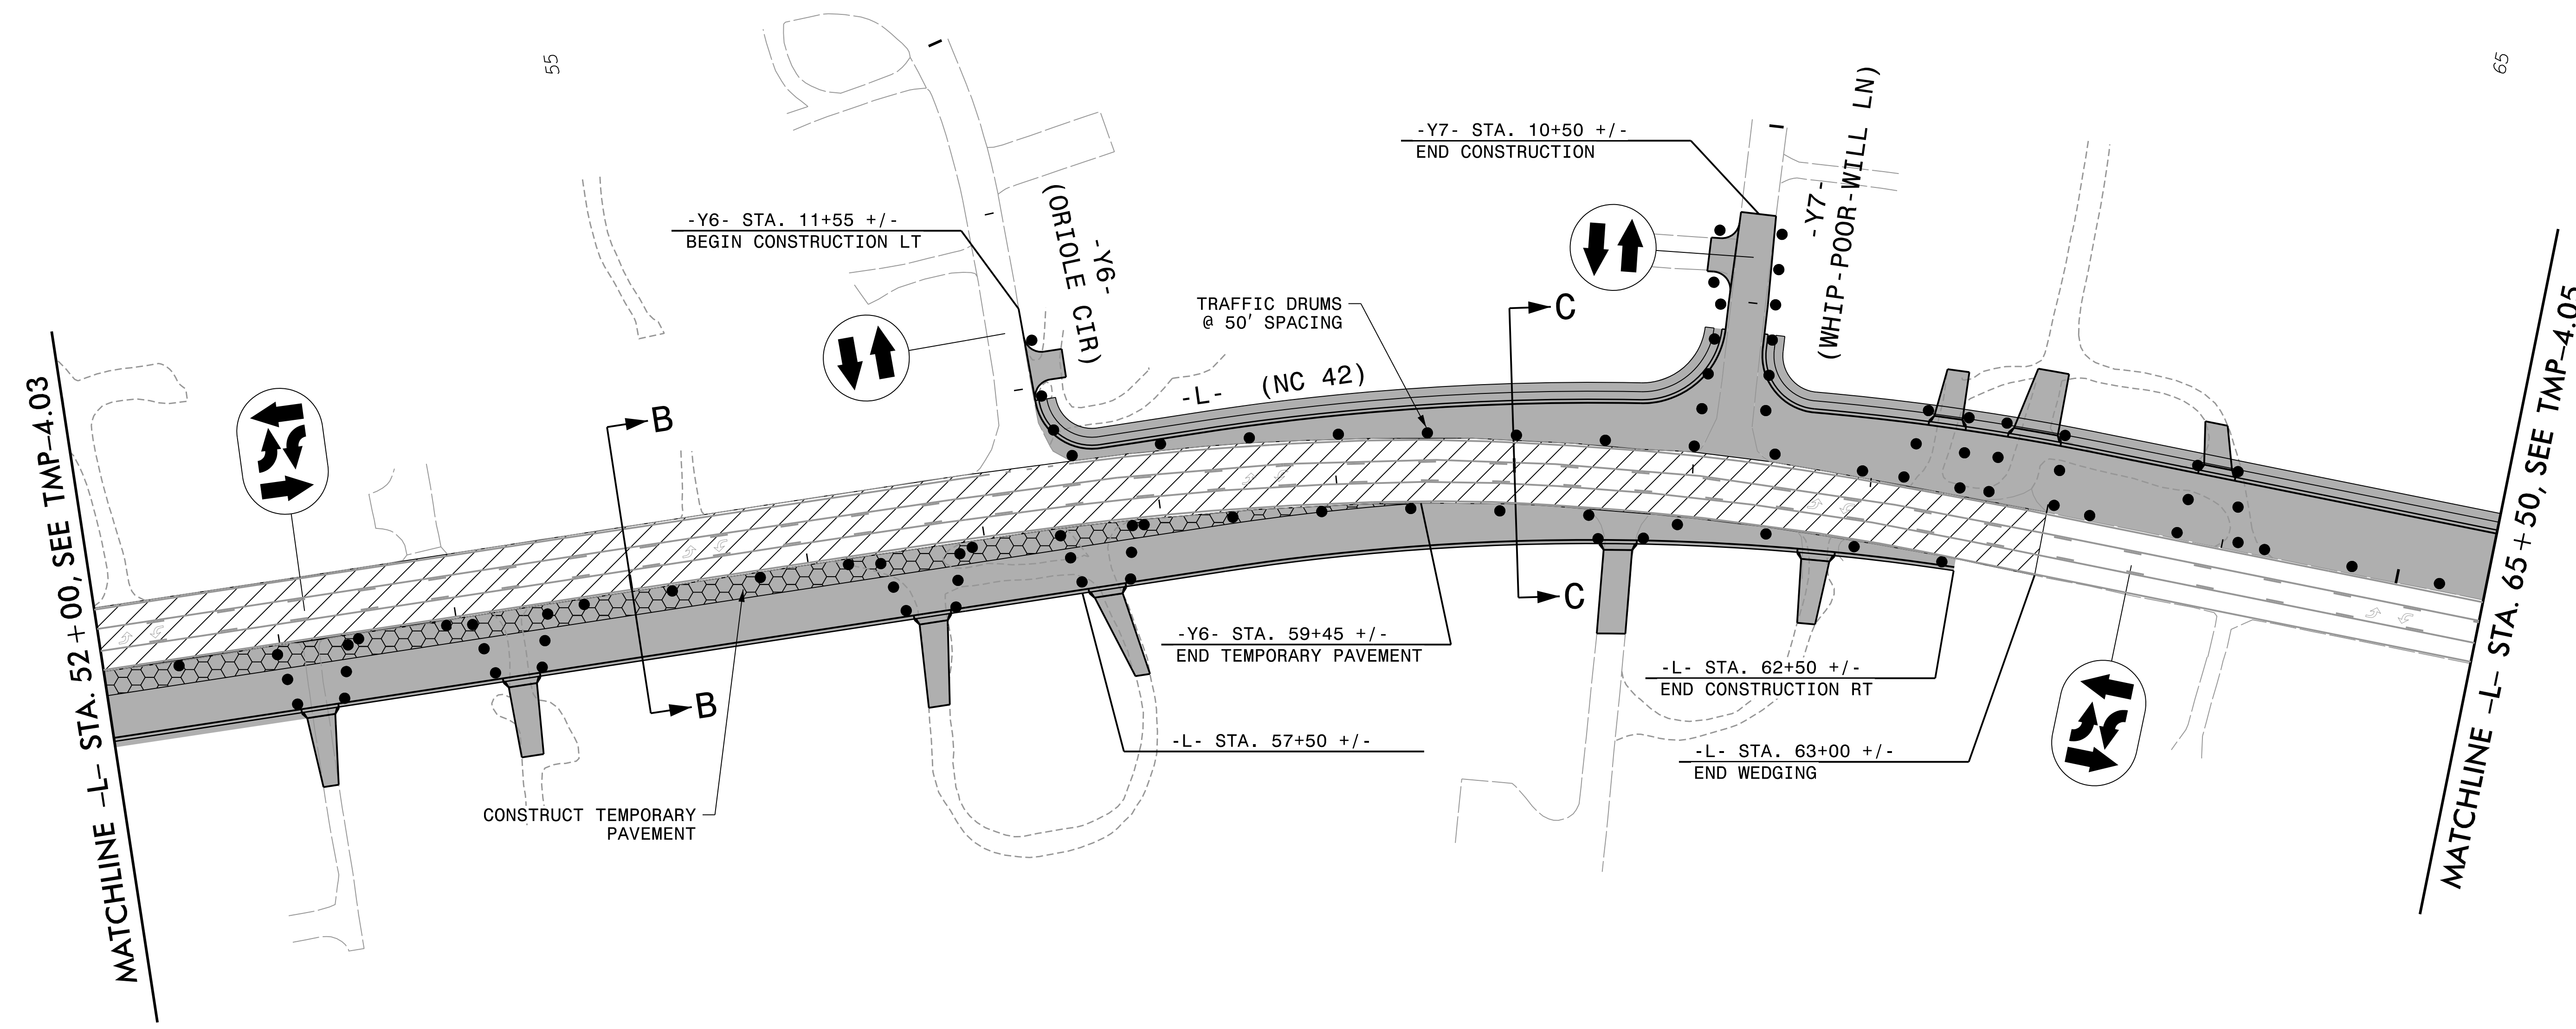 55
65
-Y7- STA. 10+50 +/-
END CONSTRUCTION
-Y7-
(WHIP-POOR-WILL LN)
-Y6- STA. 11+55 +/-
BEGIN CONSTRUCTION LT
-Y6-
(ORIOLE CIR)
TRAFFIC DRUMS
@ 50' SPACING
C
-L- (NC 42)
B
MATCHLINE -L- STA. 52+00, SEE TMP-4.03
MATCHLINE -L- STA. 65+50, SEE TMP-4.05
C
-Y6- STA. 59+45 +/-
END TEMPORARY PAVEMENT
-L- STA. 62+50 +/-
END CONSTRUCTION RT
B
-L- STA. 57+50 +/-
-L- STA. 63+00 +/-
END WEDGING
CONSTRUCT TEMPORARY
PAVEMENT